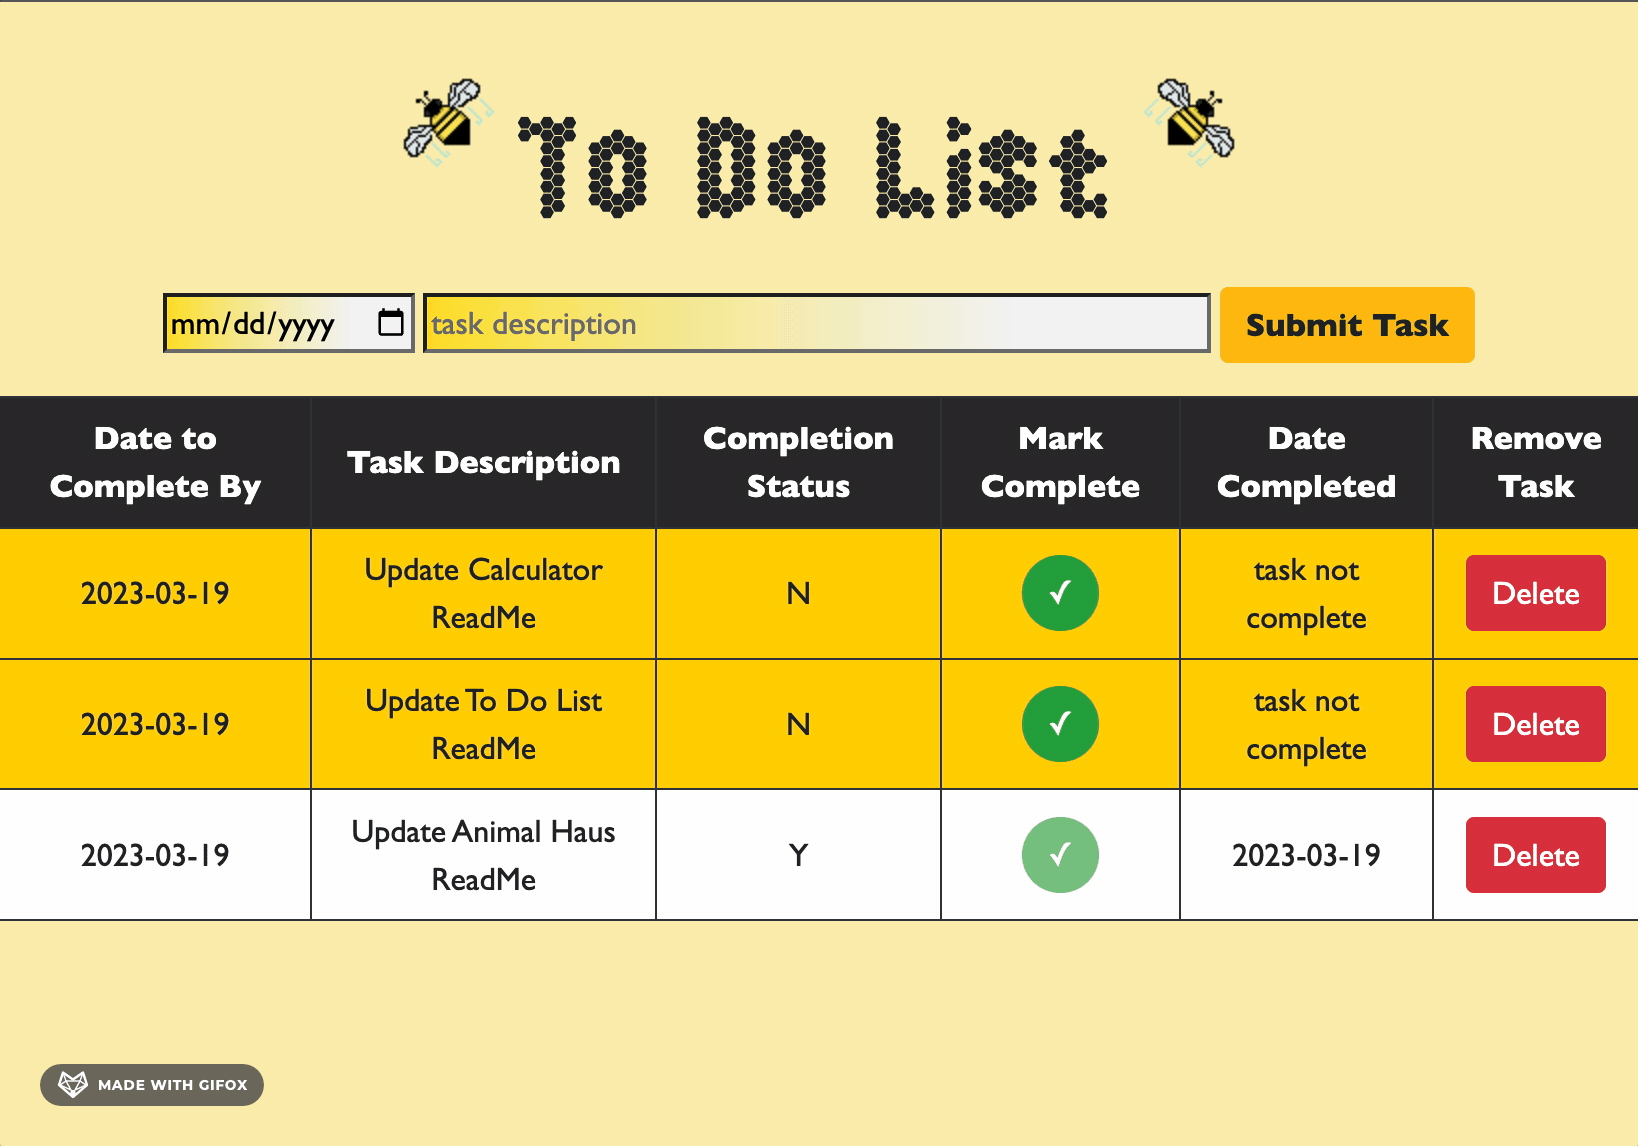 To Do List
mm/dd/yyyy task description Submit Task
Date to Complete By Task Description Completion Status Mark Complete Date Completed Remove Task
2023-03-19 Update Calculator ReadMe N ✓ task not complete Delete
2023-03-19 Update To Do List ReadMe N ✓ task not complete Delete
2023-03-19 Update Animal Haus ReadMe Y ✓ 2023-03-19 Delete
MADE WITH GIFOX